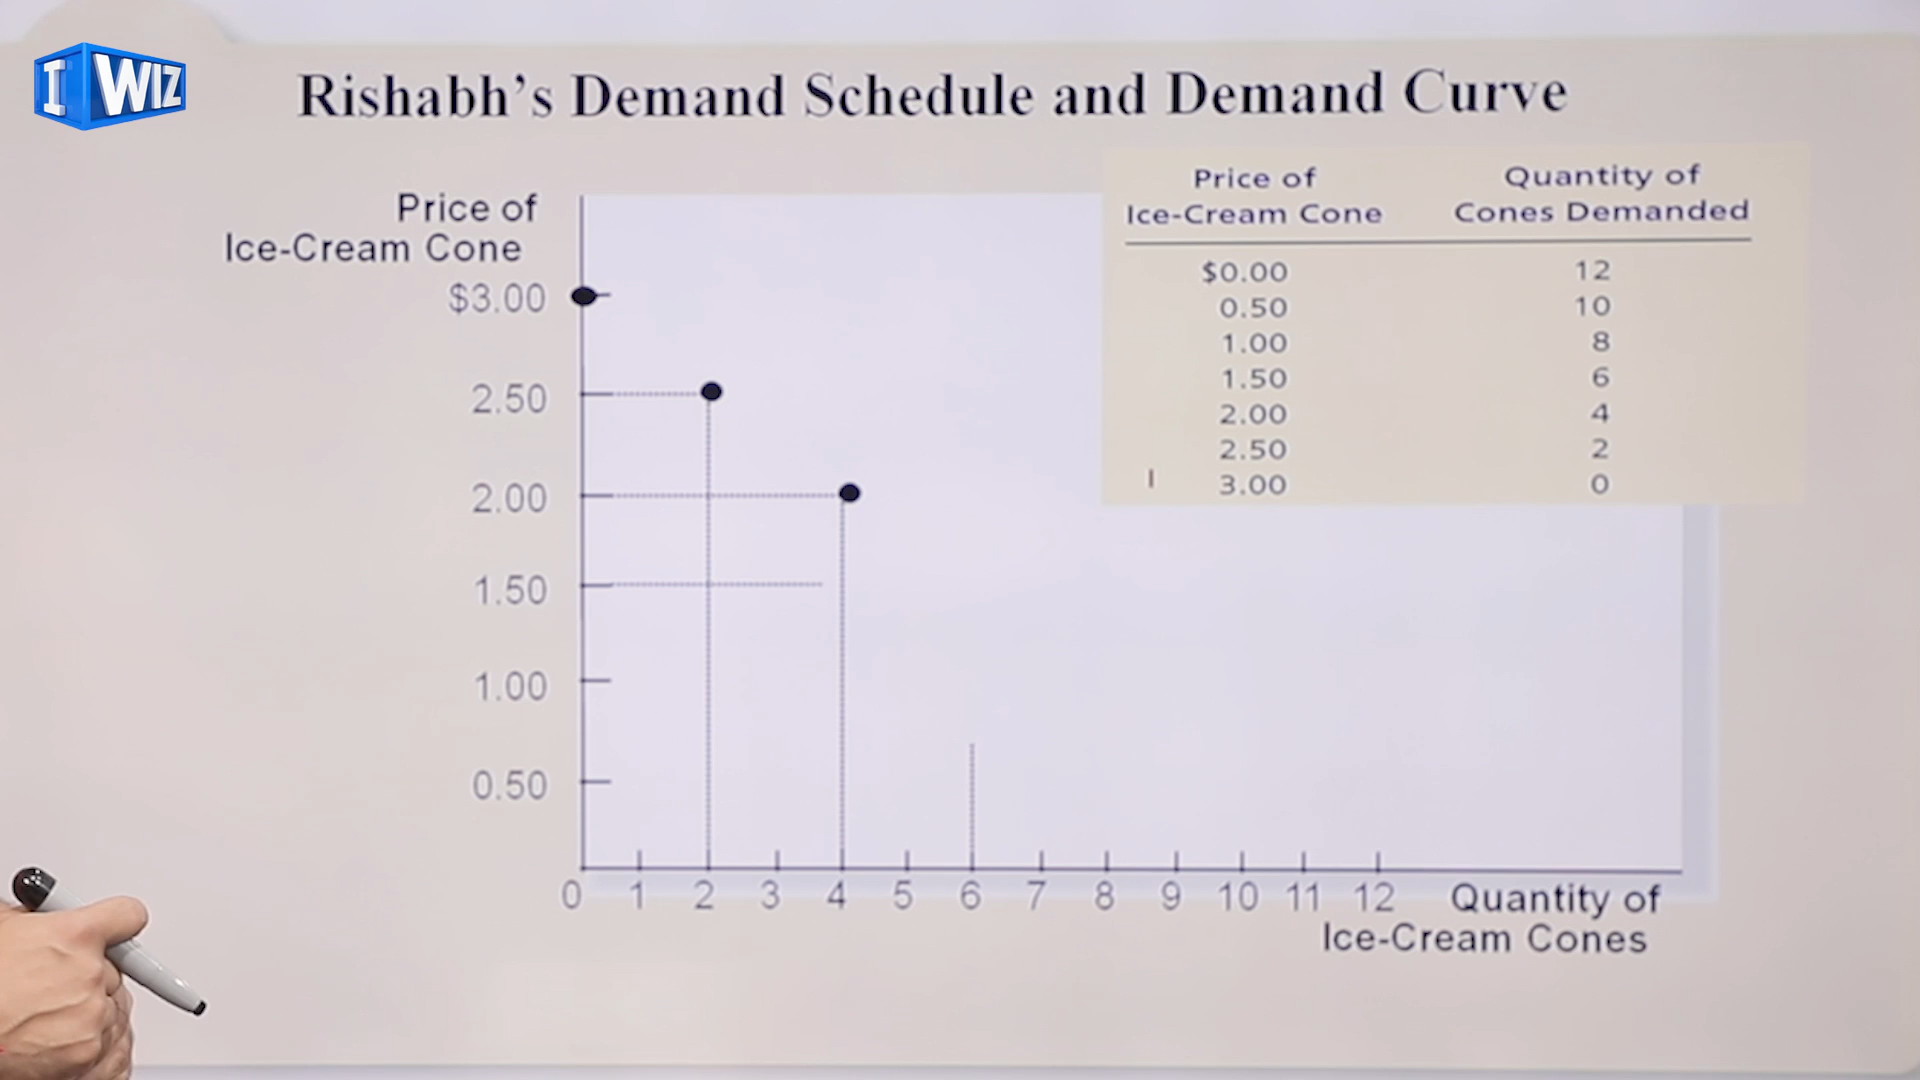 I WIZ
Rishabh's Demand Schedule and Demand Curve
Price of
Ice-Cream Cone
$3.00
2.50
2.00
1.50
1.00
0.50
0 1 2 3 4 5 6 7 8 9 10 11 12
Quantity of
Ice-Cream Cones
Price of Ice-Cream Cone Quantity of Cones Demanded
$0.00 12
0.50 10
1.00 8
1.50 6
2.00 4
2.50 2
3.00 0